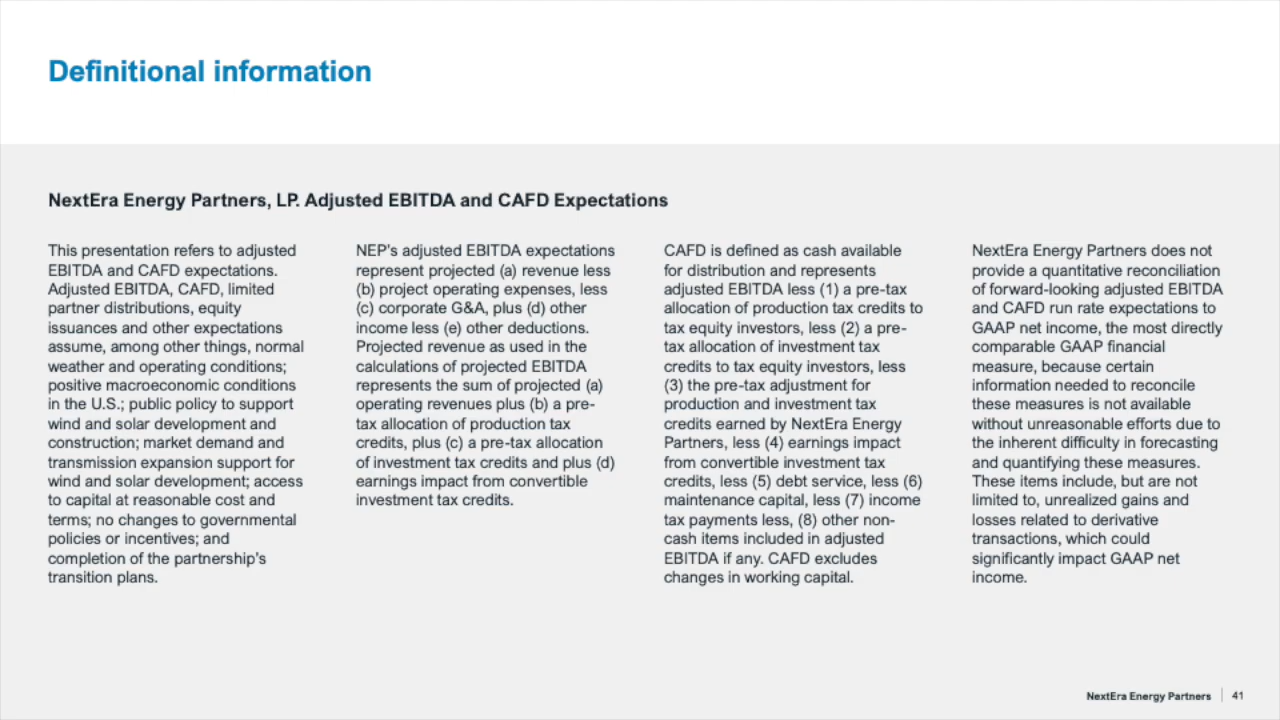 Definitional information
NextEra Energy Partners, LP. Adjusted EBITDA and CAFD Expectations
This presentation refers to adjusted
EBITDA and CAFD expectations.
Adjusted EBITDA, CAFD, limited
partner distributions, equity
issuances and other expectations
assume, among other things, normal
weather and operating conditions;
positive macroeconomic conditions
in the U.S.; public policy to support
wind and solar development and
construction; market demand and
transmission expansion support for
wind and solar development; access
to capital at reasonable cost and
terms; no changes to governmental
policies or incentives; and
completion of the partnership's
transition plans.
NEP's adjusted EBITDA expectations
represent projected (a) revenue less
(b) project operating expenses, less
(c) corporate G&A, plus (d) other
income less (e) other deductions.
Projected revenue as used in the
calculations of projected EBITDA
represents the sum of projected (a)
operating revenues plus (b) a pre-
tax allocation of production tax
credits, plus (c) a pre-tax allocation
of investment tax credits and plus (d)
earnings impact from convertible
investment tax credits.
CAFD is defined as cash available
for distribution and represents
adjusted EBITDA less (1) a pre-tax
allocation of production tax credits to
tax equity investors, less (2) a pre-
tax allocation of investment tax
credits to tax equity investors, less
(3) the pre-tax adjustment for
production and investment tax
credits earned by NextEra Energy
Partners, less (4) earnings impact
from convertible investment tax
credits, less (5) debt service, less (6)
maintenance capital, less (7) income
tax payments less, (8) other non-
cash items included in adjusted
EBITDA if any. CAFD excludes
changes in working capital.
NextEra Energy Partners does not
provide a quantitative reconciliation
of forward-looking adjusted EBITDA
and CAFD run rate expectations to
GAAP net income, the most directly
comparable GAAP financial
measure, because certain
information needed to reconcile
these measures is not available
without unreasonable efforts due to
the inherent difficulty in forecasting
and quantifying these measures.
These items include, but are not
limited to, unrealized gains and
losses related to derivative
transactions, which could
significantly impact GAAP net
income.
NextEra Energy Partners | 41